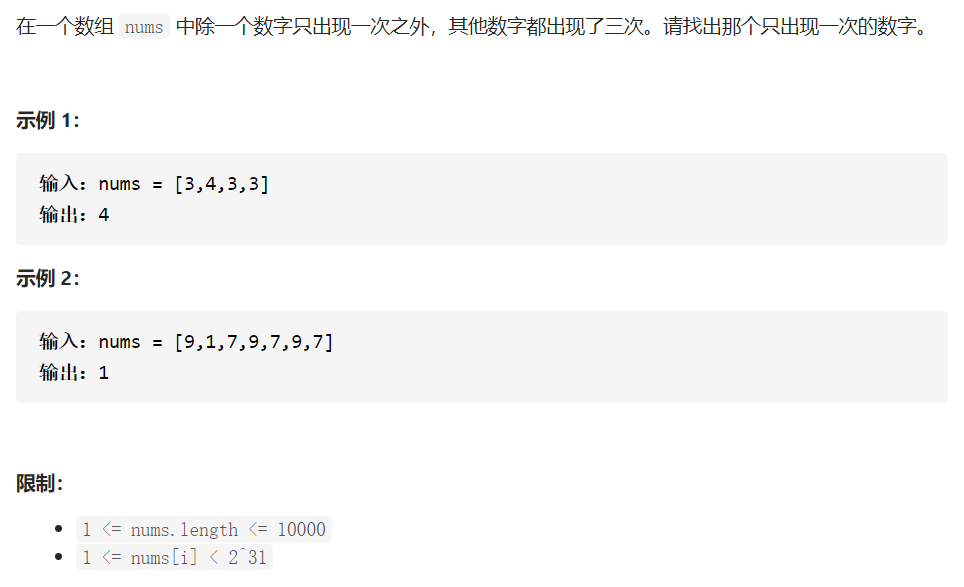 在一个数组 nums 中除一个数字只出现一次之外，其他数字都出现了三次。请找出那个只出现一次的数字。
示例 1：
输入：nums = [3,4,3,3]
输出：4
示例 2：
输入：nums = [9,1,7,9,7,9,7]
输出：1
限制：
• 1 <= nums.length <= 10000
• 1 <= nums[i] < 2^31